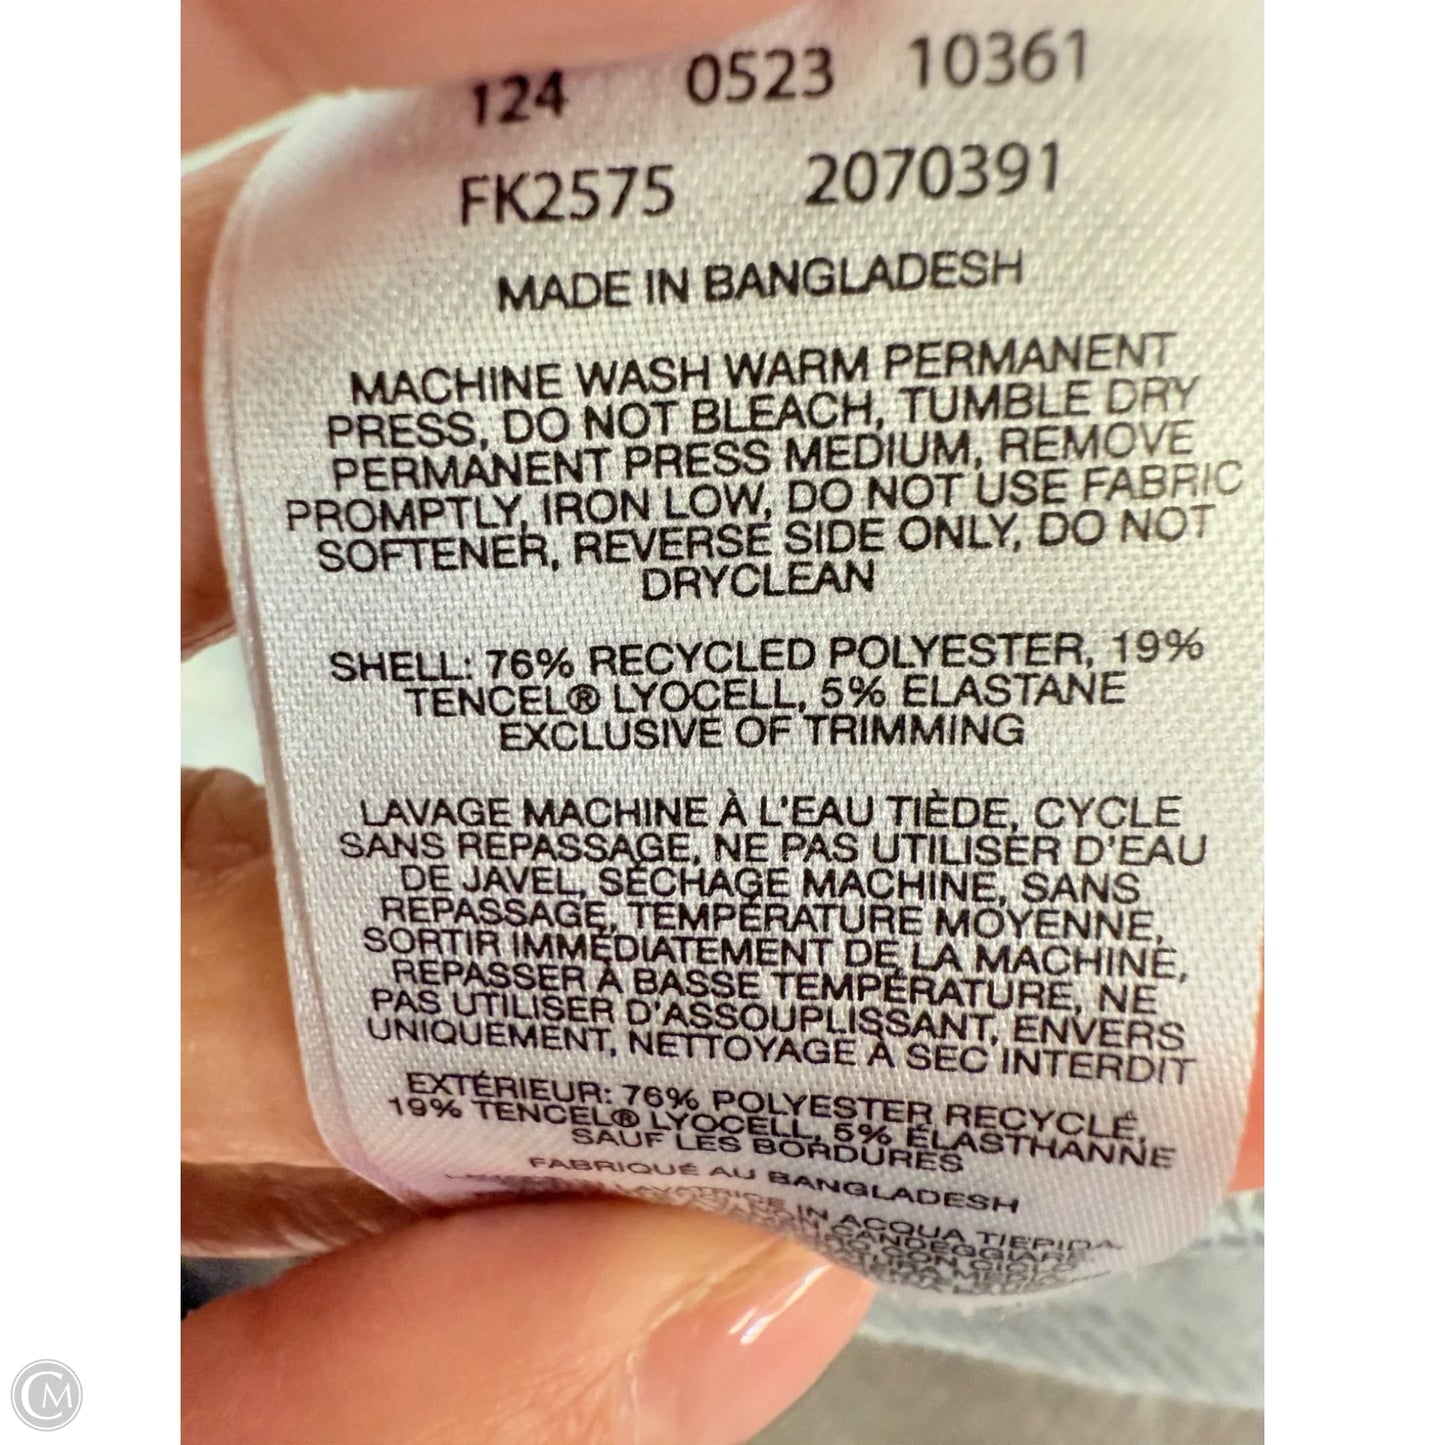 124 0523 10361
FK2575 2070391
MADE IN BANGLADESH
MACHINE WASH WARM PERMANENT
PRESS, DO NOT BLEACH, TUMBLE DRY
PERMANENT PRESS MEDIUM, REMOVE
PROMPTLY, IRON LOW, DO NOT USE FABRIC
SOFTENER, REVERSE SIDE ONLY, DO NOT
DRYCLEAN
SHELL: 76% RECYCLED POLYESTER, 19%
TENCEL® LYOCELL, 5% ELASTANE
EXCLUSIVE OF TRIMMING
LAVAGE MACHINE À L'EAU TIÈDE, CYCLE
SANS REPASSAGE, NE PAS UTILISER D'EAU
DE JAVEL, SÉCHAGE MACHINE, SANS
REPASSAGE, TEMPÉRATURE MOYENNE,
SORTIR IMMÉDIATEMENT DE LA MACHINE,
REPASSER À BASSE TEMPÉRATURE, NE
PAS UTILISER D'ASSOUPLISSANT, ENVERS
UNIQUEMENT, NETTOYAGE À SEC INTERDIT
EXTÉRIEUR: 76% POLYESTER RECYCLÉ,
19% TENCEL® LYOCELL, 5% ÉLASTHANNE
SAUF LES BORDURES
FABRIQUÉ AU BANGLADESH
IN ACQUA TIEPIDA
CANDEGGIARE
CON CICLO
MEDIA
CM